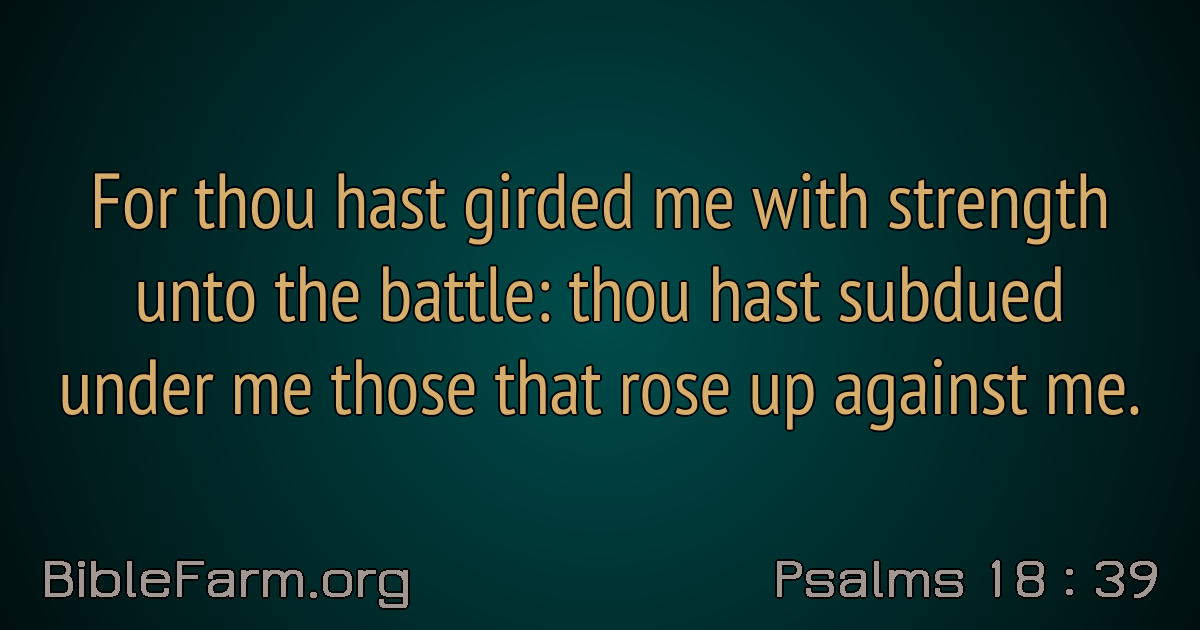 For thou hast girded me with strength
unto the battle: thou hast subdued
under me those that rose up against me.
BibleFarm.org
Psalms 18 : 39